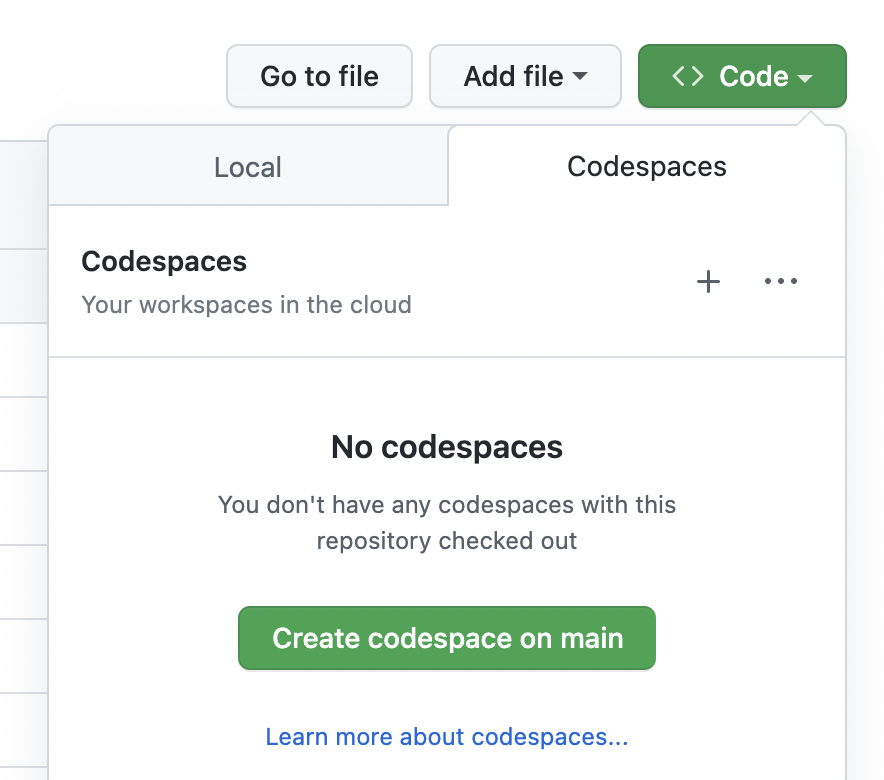 Go to file
Add file
Code
Local
Codespaces
Codespaces
Your workspaces in the cloud
No codespaces
You don't have any codespaces with this
repository checked out
Create codespace on main
Learn more about codespaces...